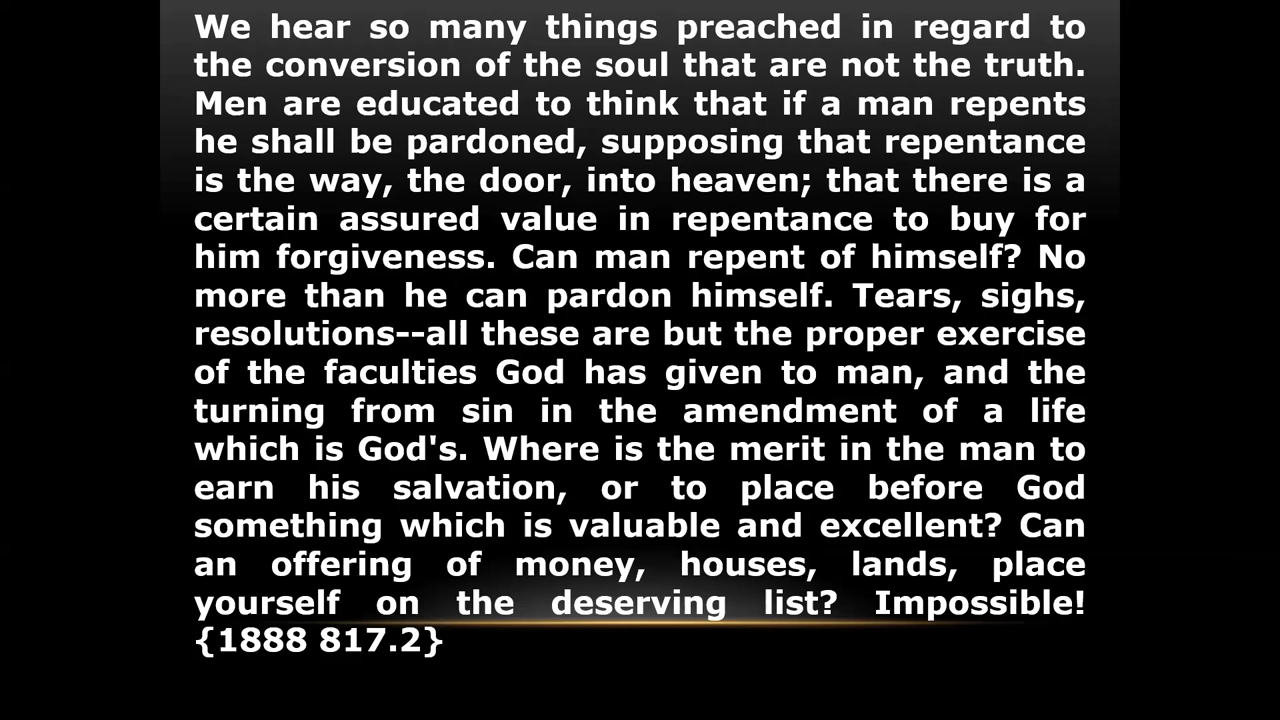 We hear so many things preached in regard to
the conversion of the soul that are not the truth.
Men are educated to think that if a man repents
he shall be pardoned, supposing that repentance
is the way, the door, into heaven; that there is a
certain assured value in repentance to buy for
him forgiveness. Can man repent of himself? No
more than he can pardon himself. Tears, sighs,
resolutions--all these are but the proper exercise
of the faculties God has given to man, and the
turning from sin in the amendment of a life
which is God's. Where is the merit in the man to
earn his salvation, or to place before God
something which is valuable and excellent? Can
an offering of money, houses, lands, place
yourself on the deserving list? Impossible!
{1888 817.2}